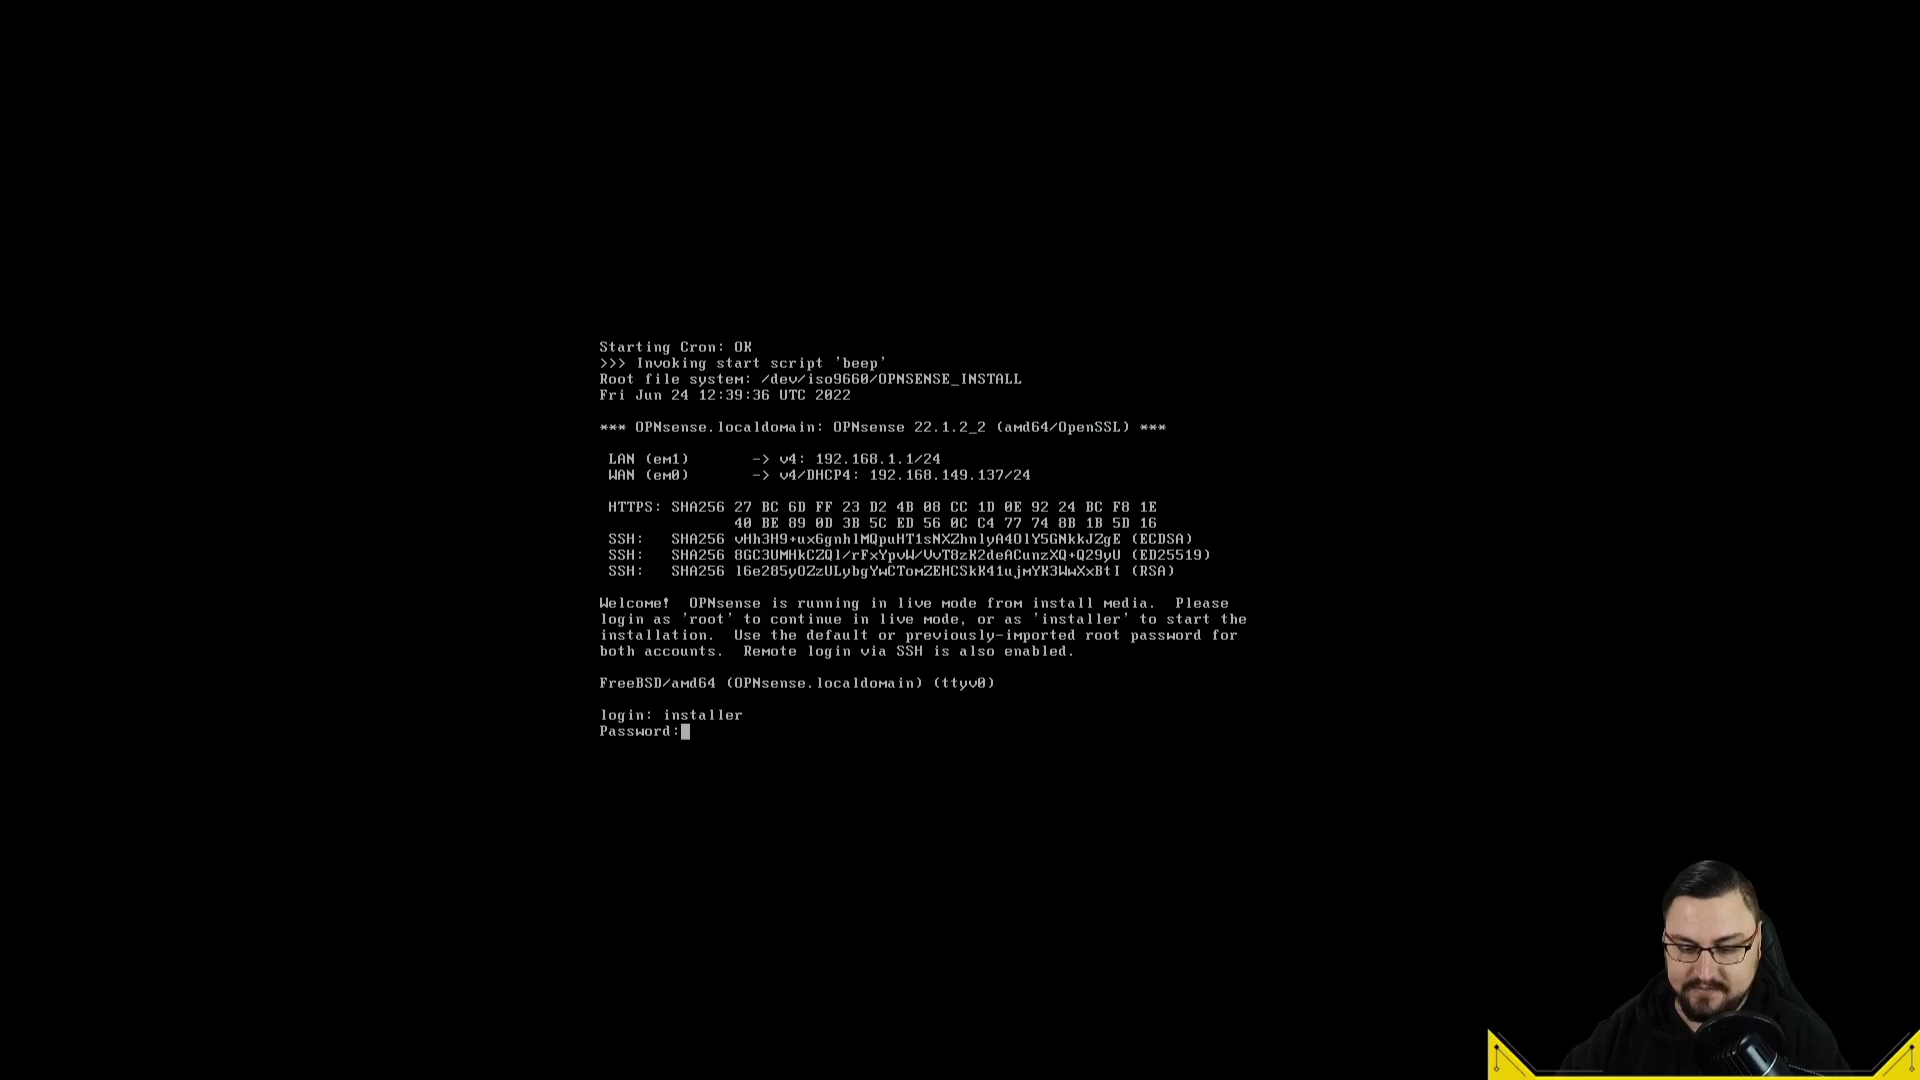 Starting Cron: OK
>>> Invoking start script 'beep'
Root file system: /dev/iso9660/OPNSENSE_INSTALL
Fri Jun 24 12:39:36 UTC 2022
*** OPNsense.localdomain: OPNsense 22.1.2_2 (amd64/OpenSSL) ***
LAN (em1) -> v4: 192.168.1.1/24
WAN (em0) -> v4/DHCP4: 192.168.149.137/24
HTTPS: SHA256 27 BC 6D FF 23 D2 4B 08 CC 1D 0E 92 24 BC F8 1E
40 BE 89 0D 3B 5C ED 56 0C C4 77 74 8B 1B 5D 16
SSH: SHA256 vHh3H9+ux6gnhlMQpuHT1sNXZhnlyA4OlY5GNkkJZgE (ECDSA)
SSH: SHA256 8GC3UMHkCZQl/rFxYpvW/VvT8zK2deACunzXQ+Q29yU (ED25519)
SSH: SHA256 l6e285yOZzULybgYwCTomZEHCSkK41ujmYK3WwXxBtI (RSA)
Welcome! OPNsense is running in live mode from install media. Please
login as 'root' to continue in live mode, or as 'installer' to start the
installation. Use the default or previously-imported root password for
both accounts. Remote login via SSH is also enabled.
FreeBSD/amd64 (OPNsense.localdomain) (ttyv0)
login: installer
Password: